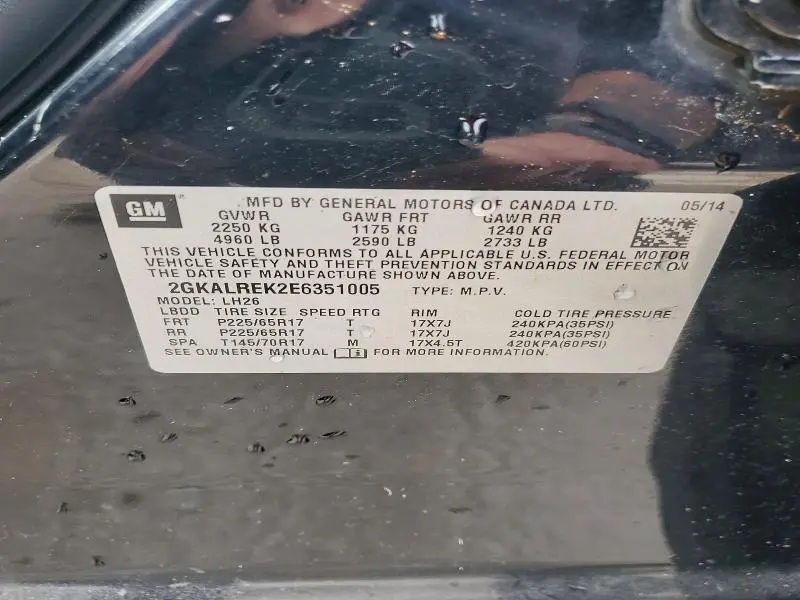 GM ® MFD BY GENERAL MOTORS OF CANADA LTD. 05/14
GVWR GAWR FRT GAWR RR
2250 KG 1175 KG 1240 KG
4960 LB 2590 LB 2733 LB
THIS VEHICLE CONFORMS TO ALL APPLICABLE U.S. FEDERAL MOTOR
VEHICLE SAFETY AND THEFT PREVENTION STANDARDS IN EFFECT ON
THE DATE OF MANUFACTURE SHOWN ABOVE.
2GKALREK2E6351005 TYPE: M.P.V.
MODEL: LH26
LBDD TIRE SIZE SPEED RTG RIM COLD TIRE PRESSURE
FRT P225/65R17 T 17X7J 240KPA(35PSI)
RR P225/65R17 T 17X7J 240KPA(35PSI)
SPA T145/70R17 M 17X4.5T 420KPA(60PSI)
SEE OWNER'S MANUAL FOR MORE INFORMATION.